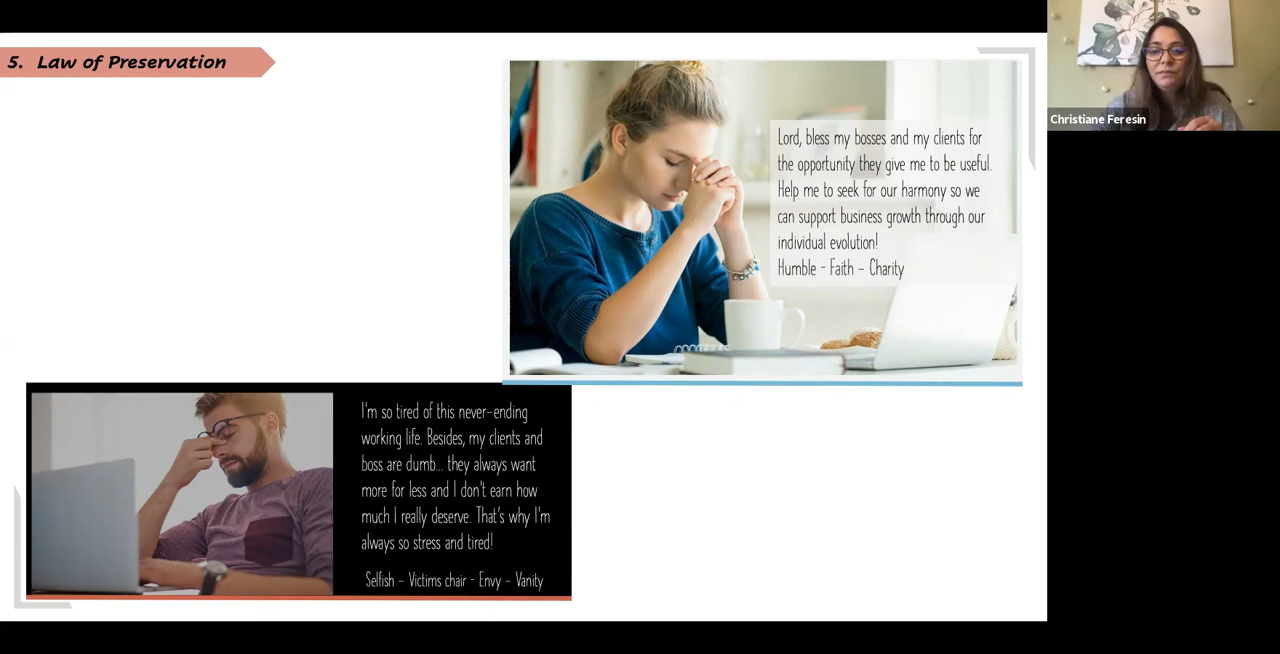 5. Law of Preservation
Christiane Feresin
Lord, bless my bosses and my clients for
the opportunity they give me to be useful.
Help me to seek for our harmony so we
can support business growth through our
individual evolution!
Humble - Faith – Charity
I'm so tired of this never-ending
working life. Besides, my clients and
boss are dumb... they always want
more for less and I don't earn how
much I really deserve. That's why I'm
always so stress and tired!
Selfish – Victims chair - Envy – Vanity